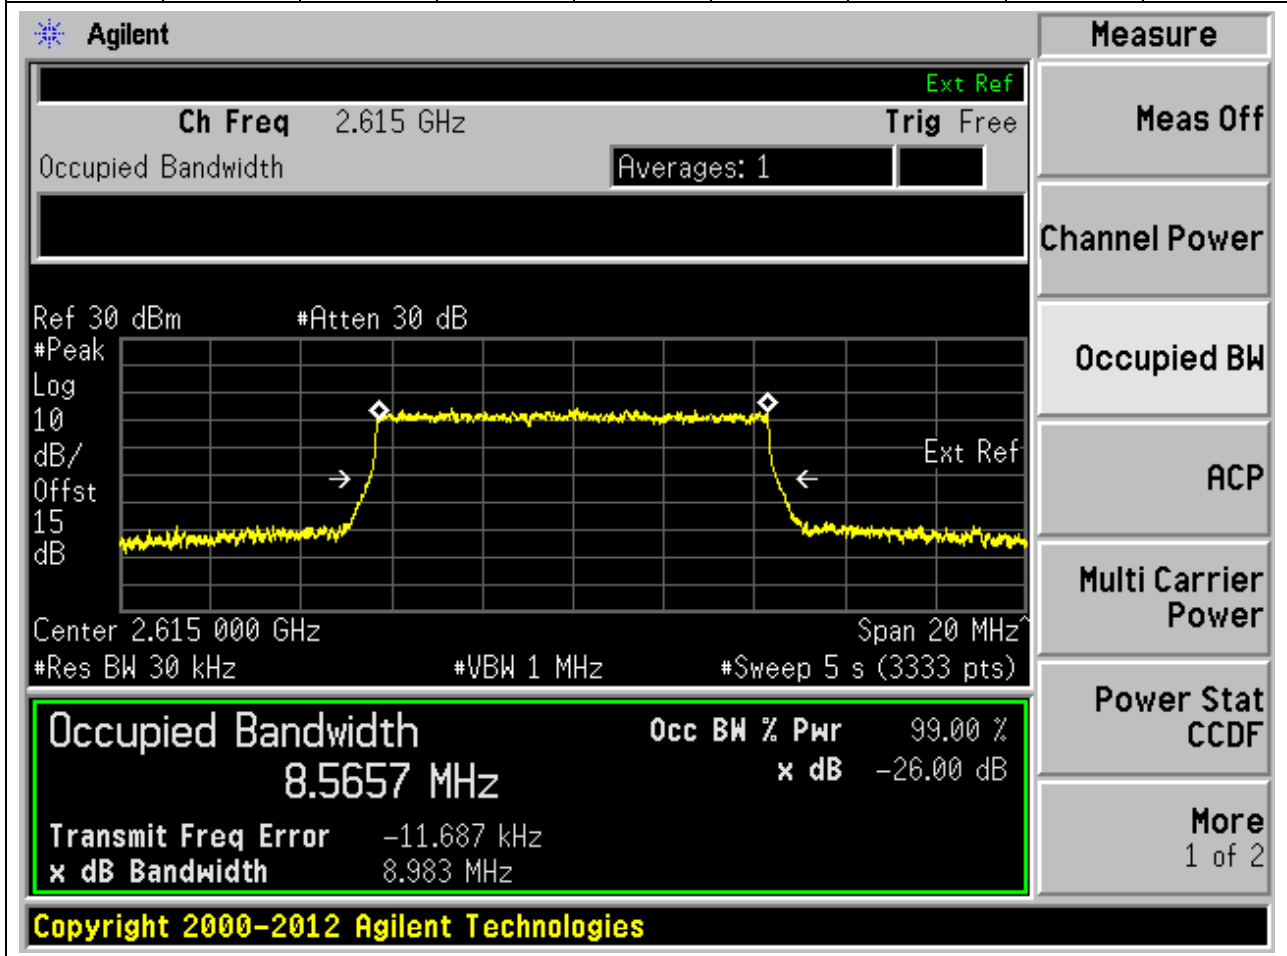 Agilent
Measure
Ext Ref
Ch Freq 2.615 GHz Trig Free
Meas Off
Occupied Bandwidth Averages: 1
Channel Power
Ref 30 dBm #Atten 30 dB
#Peak
Log
10
dB/
Offst
15
dB
Ext Ref
Occupied BW
ACP
Center 2.615 000 GHz Span 20 MHz^
#Res BW 30 kHz #VBW 1 MHz #Sweep 5 s (3333 pts)
Multi Carrier
Power
Occupied Bandwidth Occ BW % Pwr 99.00 %
8.5657 MHz x dB -26.00 dB
Transmit Freq Error -11.687 kHz
x dB Bandwidth 8.983 MHz
Power Stat
CCDF
More
1 of 2
Copyright 2000-2012 Agilent Technologies